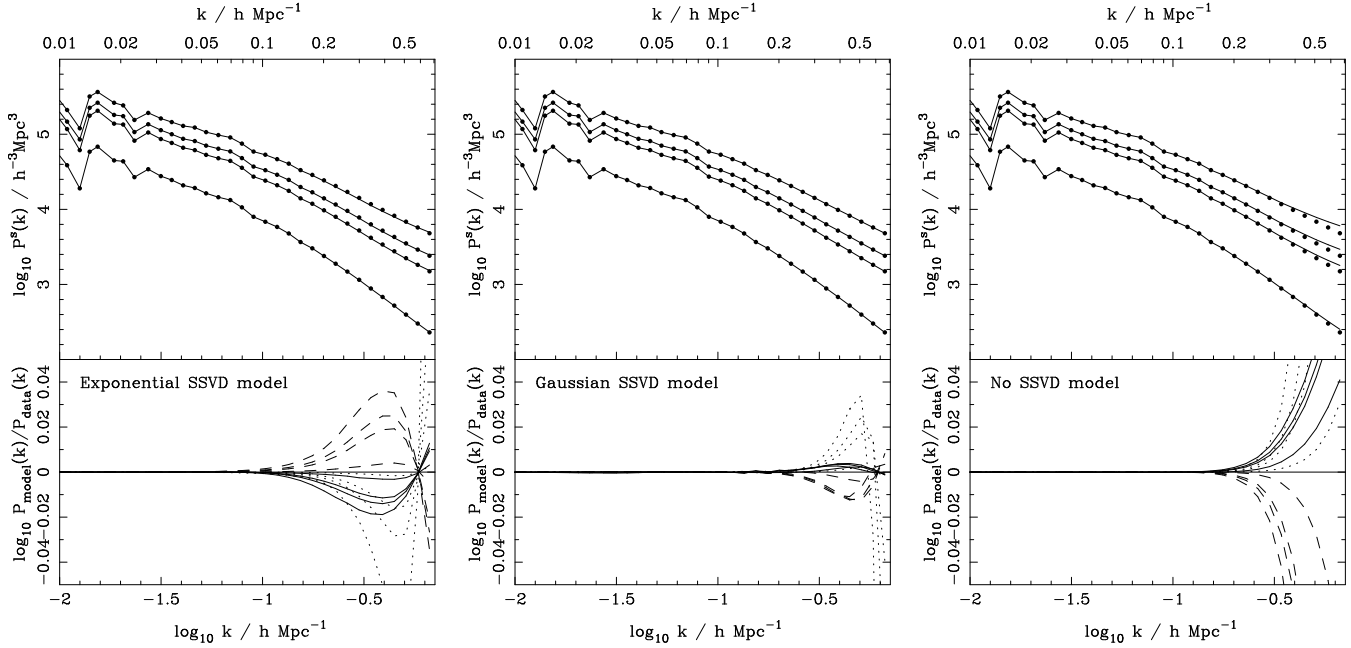 k / h Mpc⁻¹ k / h Mpc⁻¹ k / h Mpc⁻¹
0.01 0.02 0.05 0.1 0.2 0.5 0.01 0.02 0.05 0.1 0.2 0.5 0.01 0.02 0.05 0.1 0.2 0.5
log₁₀ Pˢ(k) / h⁻³Mpc³ log₁₀ Pˢ(k) / h⁻³Mpc³ log₁₀ Pˢ(k) / h⁻³Mpc³
5 5 5
4 4 4
3 3 3
log₁₀ P_model(k)/P_data(k) log₁₀ P_model(k)/P_data(k) log₁₀ P_model(k)/P_data(k)
Exponential SSVD model Gaussian SSVD model No SSVD model
0.04 0.04 0.04
0.02 0.02 0.02
0 0 0
−0.02 −0.02 −0.02
−0.04 −0.04 −0.04
−2 −1.5 −1 −0.5 −2 −1.5 −1 −0.5 −2 −1.5 −1 −0.5
log₁₀ k / h Mpc⁻¹ log₁₀ k / h Mpc⁻¹ log₁₀ k / h Mpc⁻¹